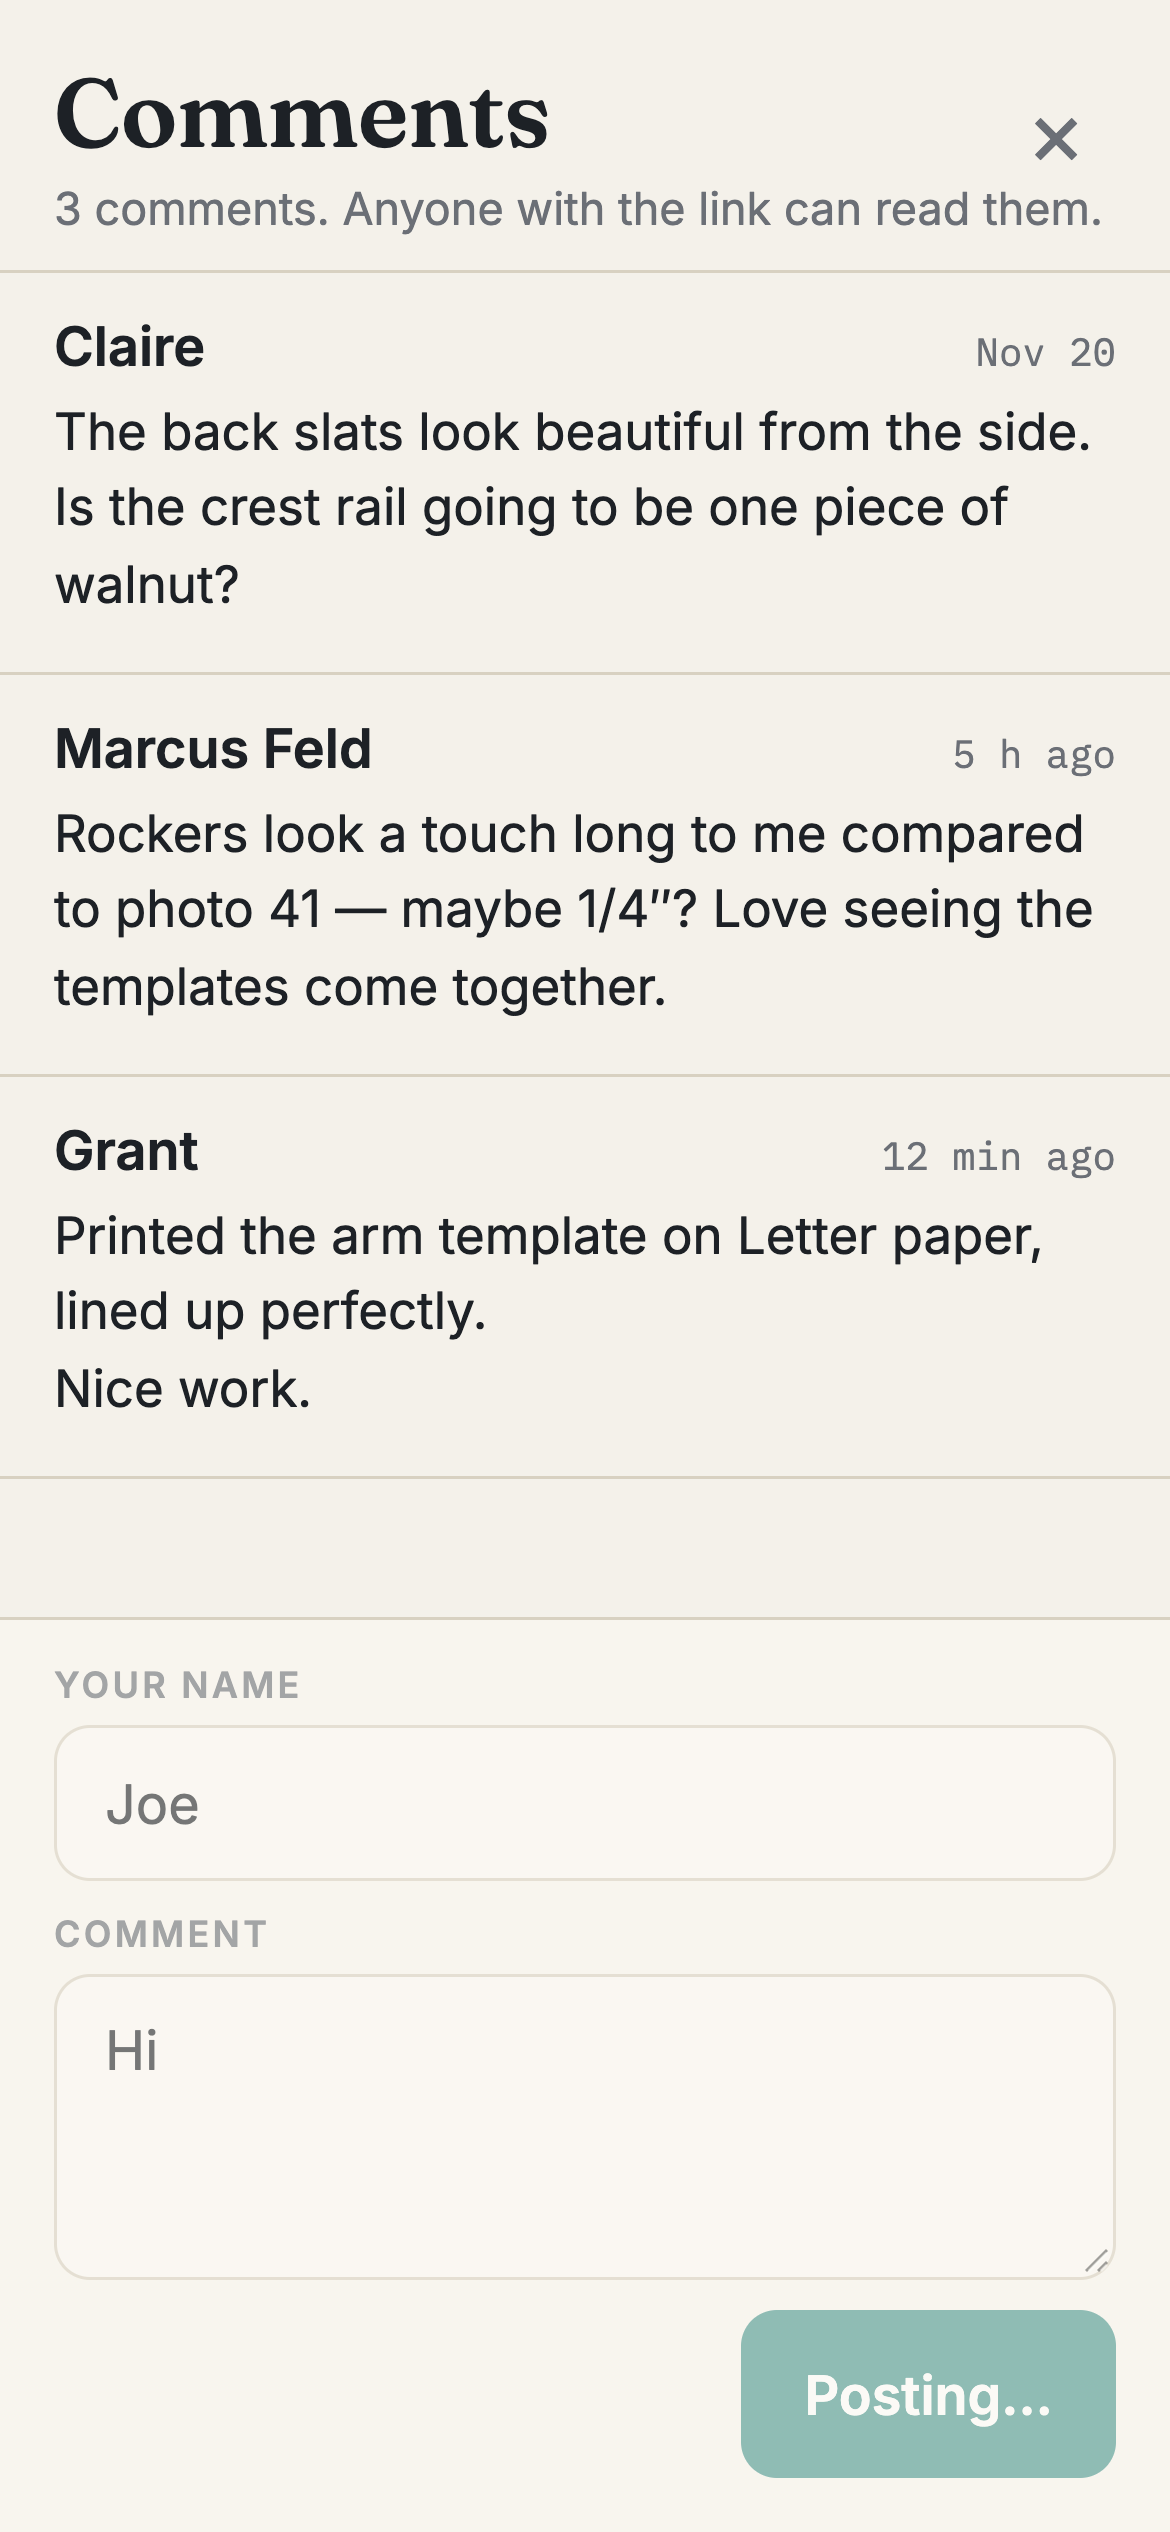 Comments
3 comments. Anyone with the link can read them.
Claire
Nov 20
The back slats look beautiful from the side.
Is the crest rail going to be one piece of
walnut?
Marcus Feld
5 h ago
Rockers look a touch long to me compared
to photo 41 — maybe 1/4″? Love seeing the
templates come together.
Grant
12 min ago
Printed the arm template on Letter paper,
lined up perfectly.
Nice work.
YOUR NAME
Joe
COMMENT
Hi
Posting…